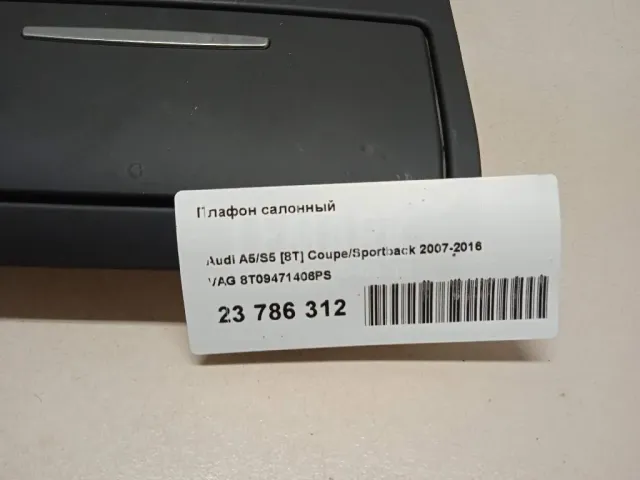 Плафон салонный
Audi A5/S5 [8T] Coupe/Sportback 2007-2016
VAG 8T09471406PS
23 786 312